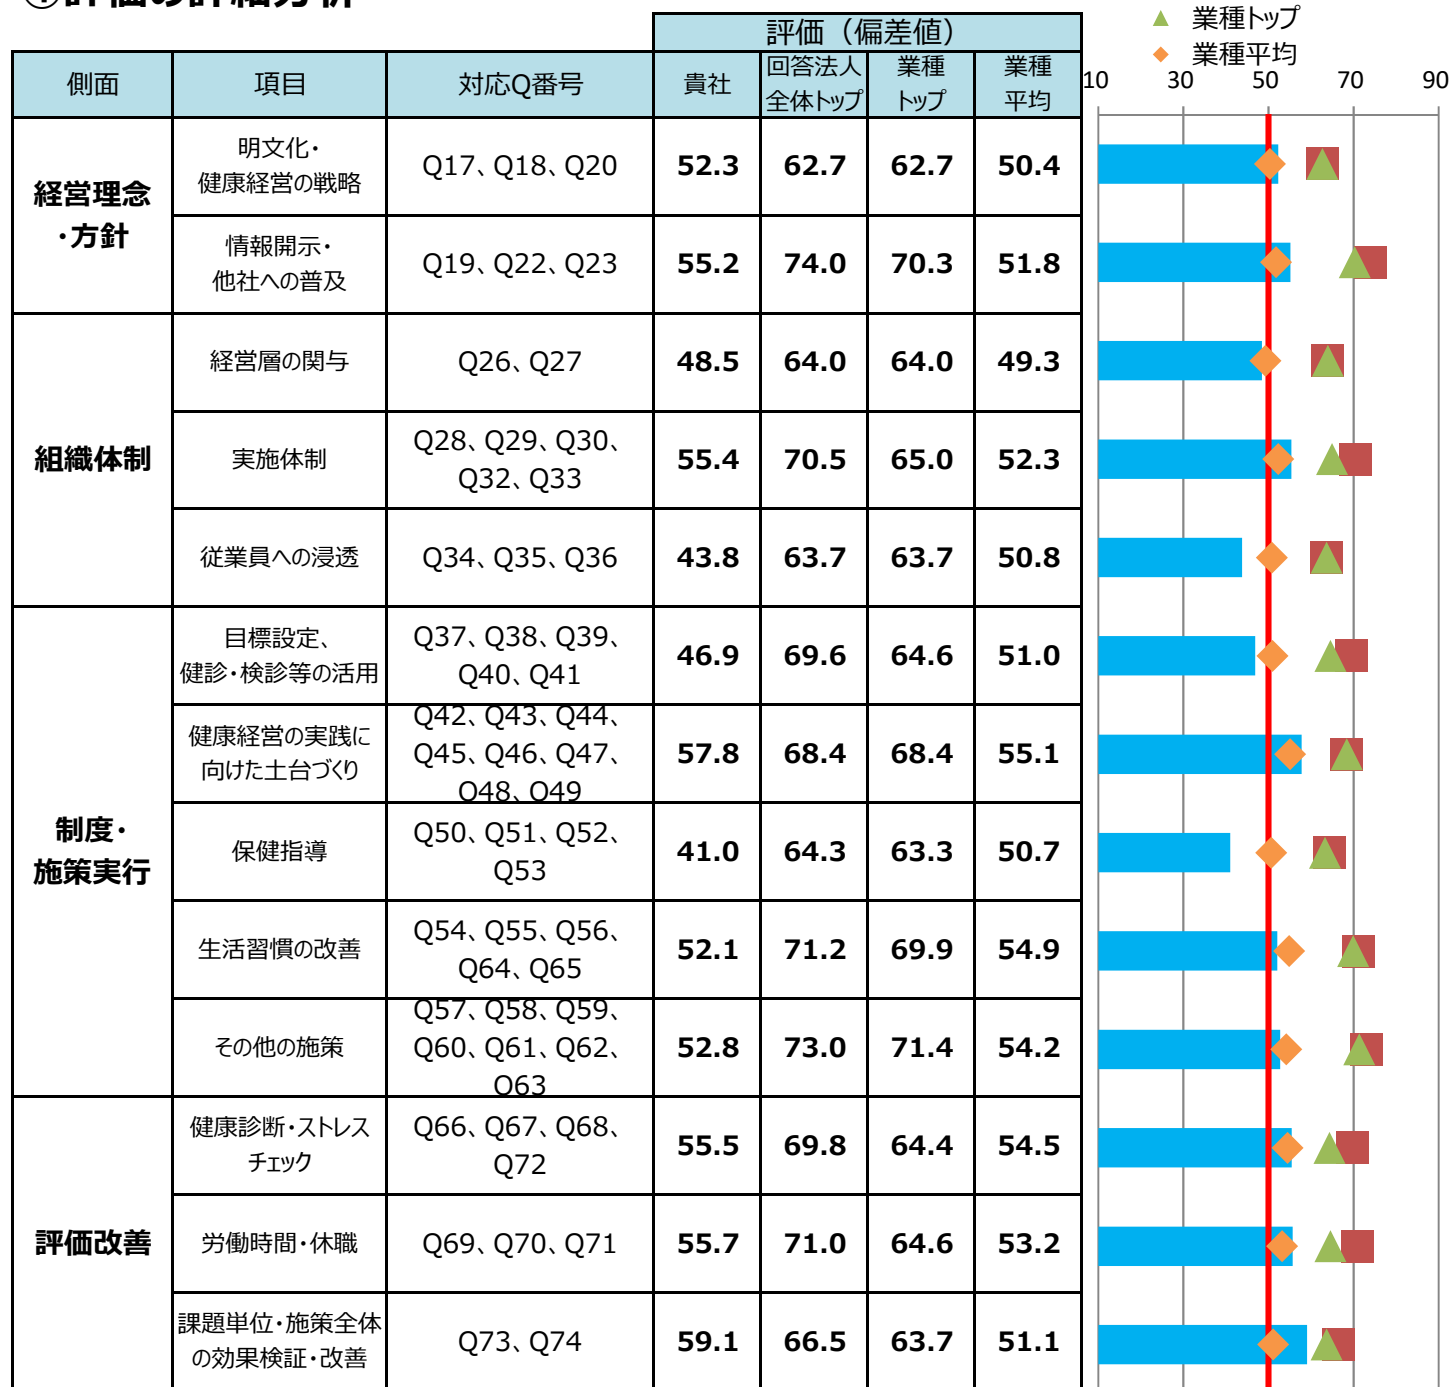 ④評価の詳細分析
▲ 業種トップ
◆ 業種平均
10 30 50 70 90
評価（偏差値）
側面 項目 対応Q番号 貴社 回答法人 業種 業種
全体トップ トップ 平均
経営理念
・方針
明文化・
健康経営の戦略
Q17、Q18、Q20 52.3 62.7 62.7 50.4
情報開示・
他社への普及
Q19、Q22、Q23 55.2 74.0 70.3 51.8
組織体制
経営層の関与 Q26、Q27 48.5 64.0 64.0 49.3
実施体制
Q28、Q29、Q30、
Q32、Q33
55.4 70.5 65.0 52.3
従業員への浸透 Q34、Q35、Q36 43.8 63.7 63.7 50.8
制度・
施策実行
目標設定、
健診・検診等の活用
Q37、Q38、Q39、
Q40、Q41
46.9 69.6 64.6 51.0
健康経営の実践に
向けた土台づくり
Q42、Q43、Q44、
Q45、Q46、Q47、
Q48、Q49
57.8 68.4 68.4 55.1
保健指導
Q50、Q51、Q52、
Q53
41.0 64.3 63.3 50.7
生活習慣の改善
Q54、Q55、Q56、
Q64、Q65
52.1 71.2 69.9 54.9
その他の施策
Q57、Q58、Q59、
Q60、Q61、Q62、
Q63
52.8 73.0 71.4 54.2
評価改善
健康診断・ストレス
チェック
Q66、Q67、Q68、
Q72
55.5 69.8 64.4 54.5
労働時間・休職 Q69、Q70、Q71 55.7 71.0 64.6 53.2
課題単位・施策全体
の効果検証・改善
Q73、Q74 59.1 66.5 63.7 51.1